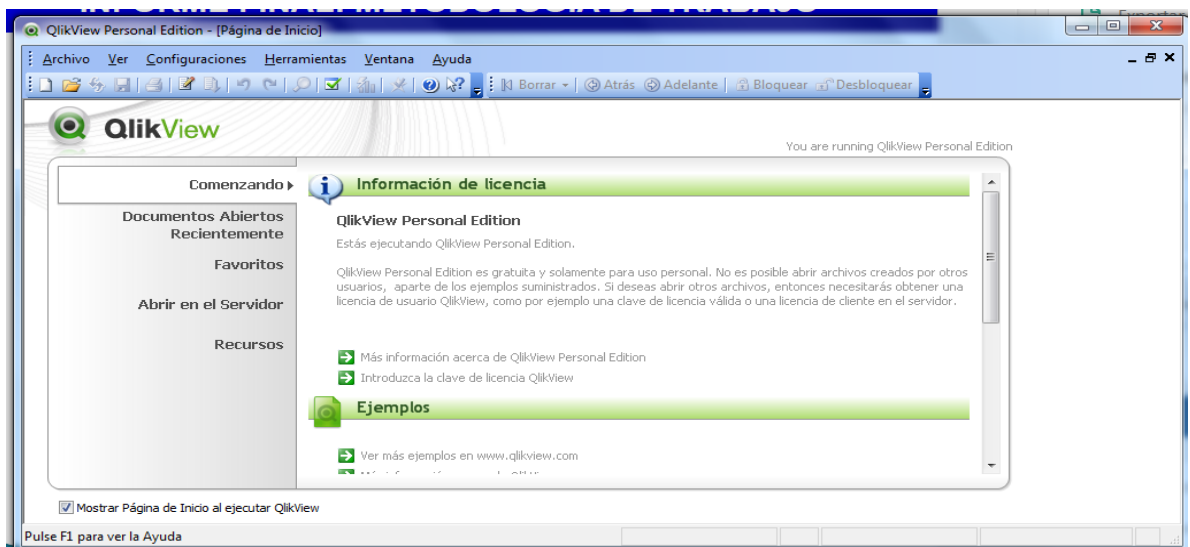 INFORME FINAL: METODOLOGÍA DE TRABAJO
Exportar
QlikView Personal Edition - [Página de Inicio]
Archivo Ver Configuraciones Herramientas Ventana Ayuda
Borrar Atrás Adelante Bloquear Desbloquear
QlikView
You are running QlikView Personal Edition
Comenzando
Documentos Abiertos
Recientemente
Favoritos
Abrir en el Servidor
Recursos
Información de licencia
QlikView Personal Edition
Estás ejecutando QlikView Personal Edition.
QlikView Personal Edition es gratuita y solamente para uso personal. No es posible abrir archivos creados por otros
usuarios, aparte de los ejemplos suministrados. Si deseas abrir otros archivos, entonces necesitarás obtener una
licencia de usuario QlikView, como por ejemplo una clave de licencia válida o una licencia de cliente en el servidor.
Más información acerca de QlikView Personal Edition
Introduzca la clave de licencia QlikView
Ejemplos
Ver más ejemplos en www.qlikview.com
Mostrar Página de Inicio al ejecutar QlikView
Pulse F1 para ver la Ayuda